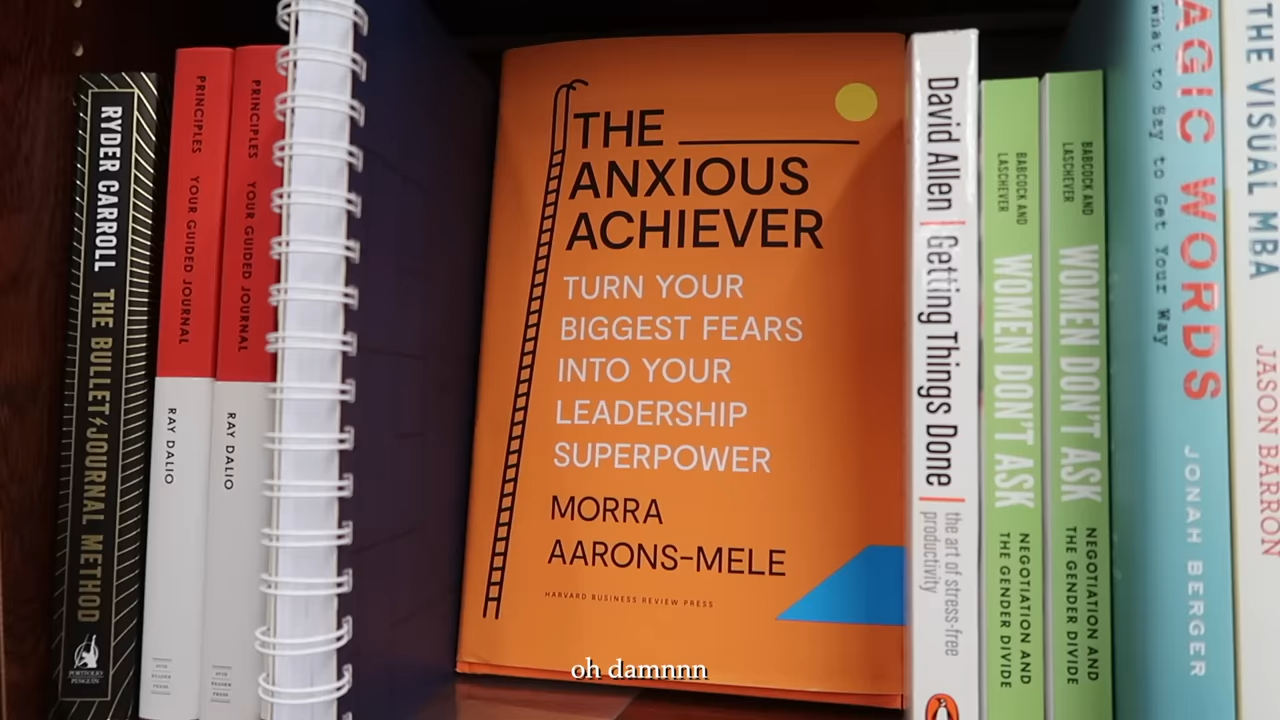 RYDER CARROLL THE BULLET JOURNAL METHOD
PORTFOLIO
PENGUIN
PRINCIPLES YOUR GUIDED JOURNAL RAY DALIO
PRINCIPLES YOUR GUIDED JOURNAL RAY DALIO
THE
ANXIOUS
ACHIEVER
TURN YOUR
BIGGEST FEARS
INTO YOUR
LEADERSHIP
SUPERPOWER
MORRA
AARONS-MELE
HARVARD BUSINESS REVIEW PRESS
David Allen | Getting Things Done | the art of stress-free
productivity
BABCOCK AND
LASCHEVER
WOMEN DON'T ASK
NEGOTIATION AND
THE GENDER DIVIDE
BABCOCK AND
LASCHEVER
WOMEN DON'T ASK
NEGOTIATION AND
THE GENDER DIVIDE
AGIC WORDS
What to Say to Get Your Way
JONAH BERGER
THE VISUAL MBA
JASON BARRON
oh damnnn